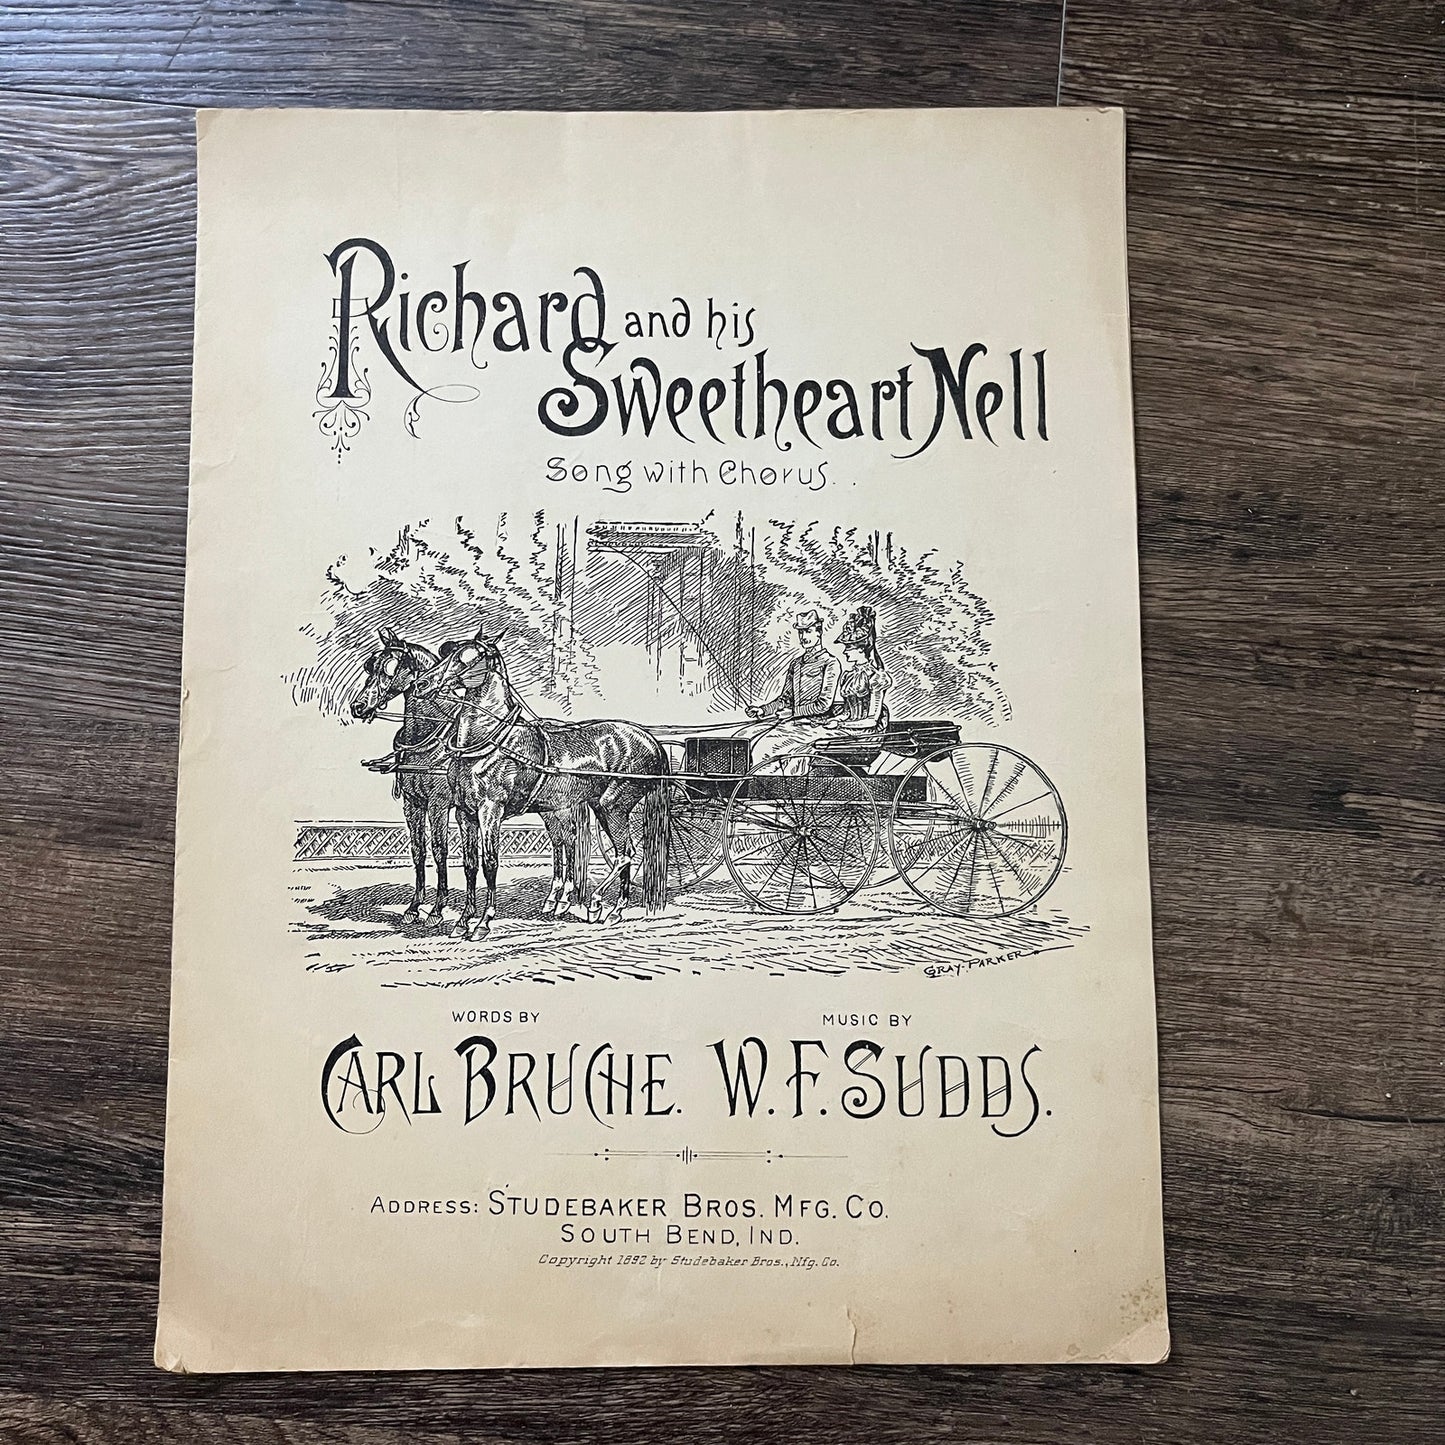 Richard and his
Sweetheart Nell
Song with Chorus. .
GRAY-PARKER
WORDS BY
CARL BRUCHE.
MUSIC BY
W. F. SUDDS.
ADDRESS: STUDEBAKER BROS. MFG. CO.
SOUTH BEND, IND.
Copyright 1892 by Studebaker Bros., Mfg. Co.